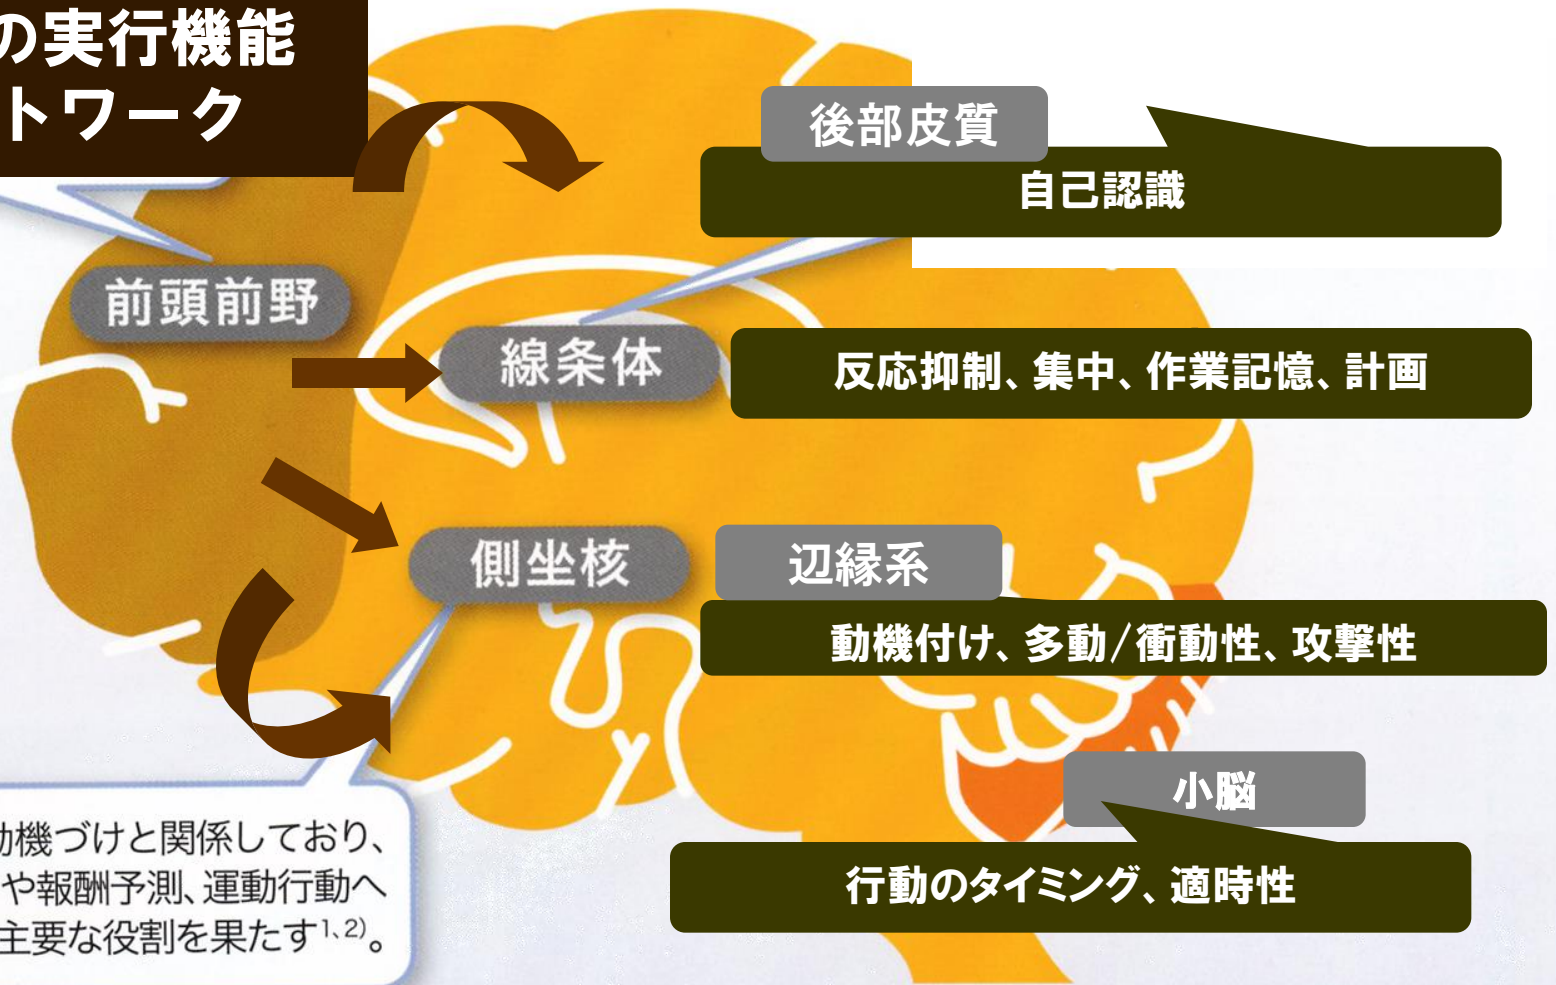 の実行機能
トワーク
後部皮質
自己認識
前頭前野
線条体
反応抑制、集中、作業記憶、計画
側坐核
辺縁系
動機付け、多動/衝動性、攻撃性
小脳
行動のタイミング、適時性
動機づけと関係しており、
や報酬予測、運動行動へ
主要な役割を果たす1、2)。